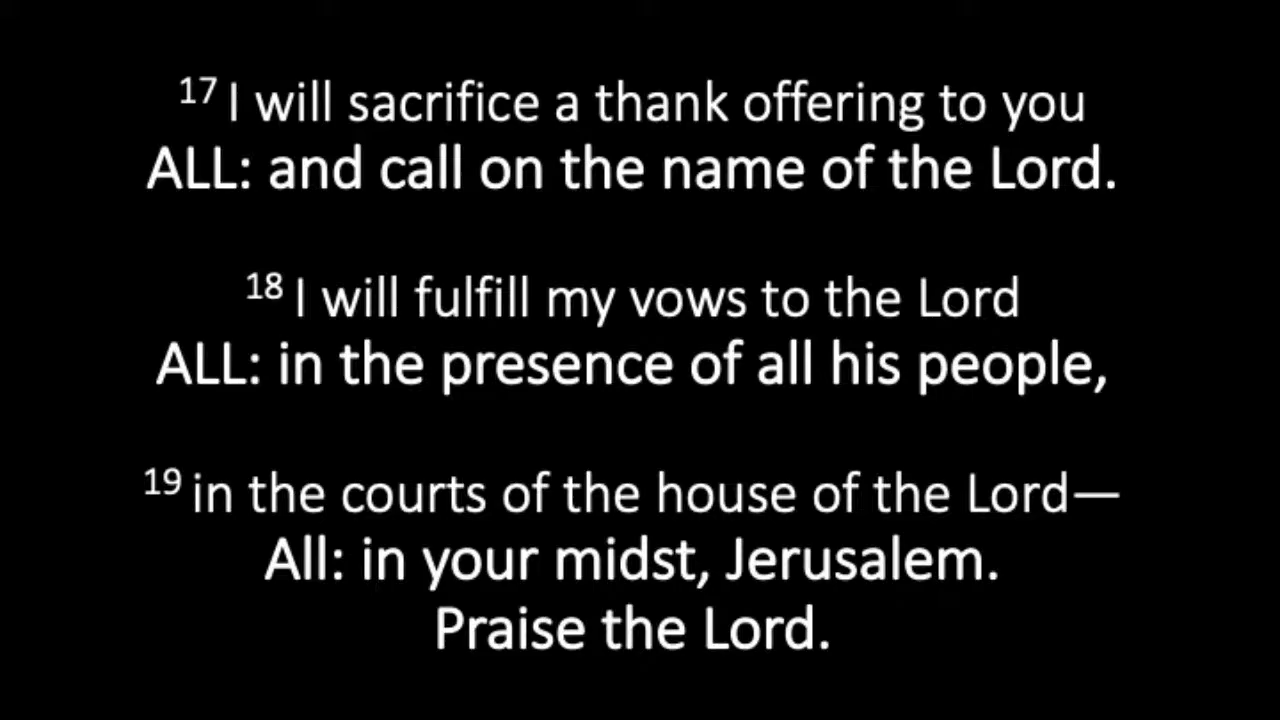 17 I will sacrifice a thank offering to you
ALL: and call on the name of the Lord.
18 I will fulfill my vows to the Lord
ALL: in the presence of all his people,
19 in the courts of the house of the Lord—
All: in your midst, Jerusalem.
Praise the Lord.